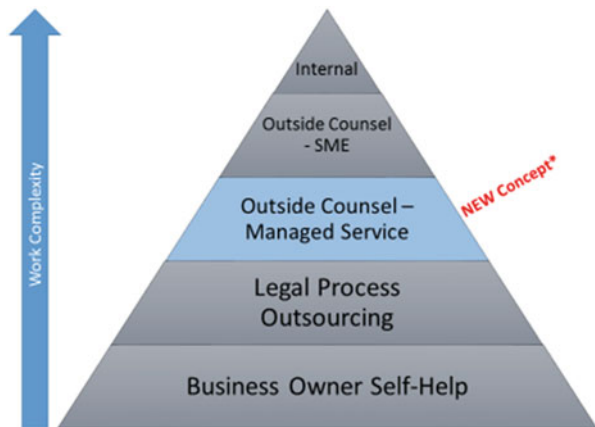 Internal
Outside Counsel
- SME
Outside Counsel –
Managed Service
NEW Concept*
Legal Process
Outsourcing
Business Owner Self-Help
Work Complexity